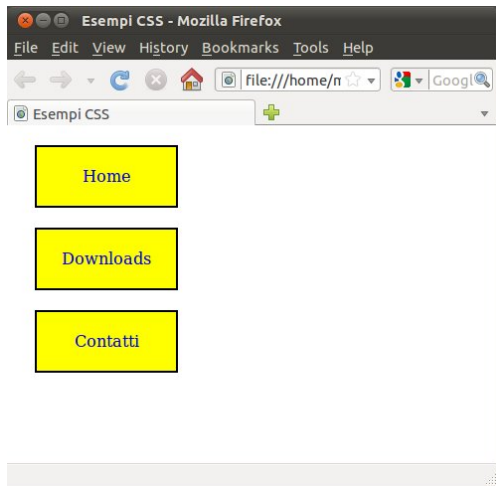 Esempi CSS - Mozilla Firefox
File Edit View History Bookmarks Tools Help
file:///home/n Googl
Esempi CSS
Home
Downloads
Contatti